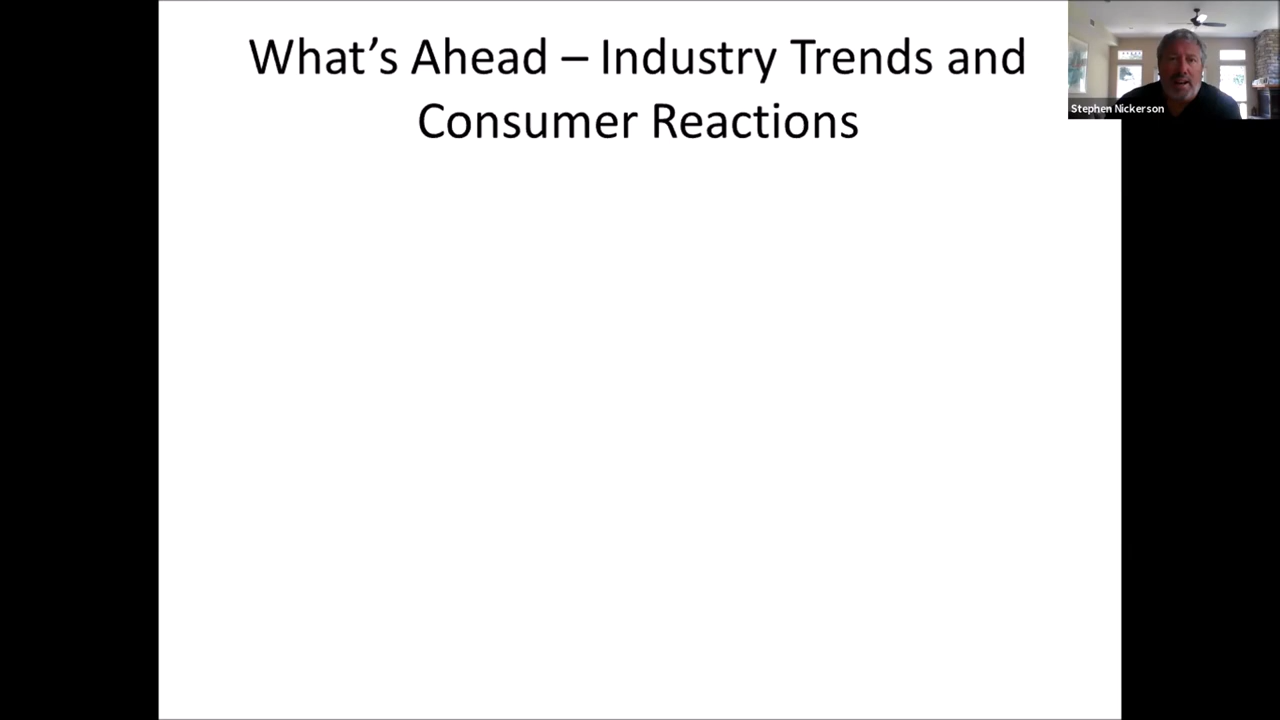 What’s Ahead – Industry Trends and
Consumer Reactions
Stephen Nickerson